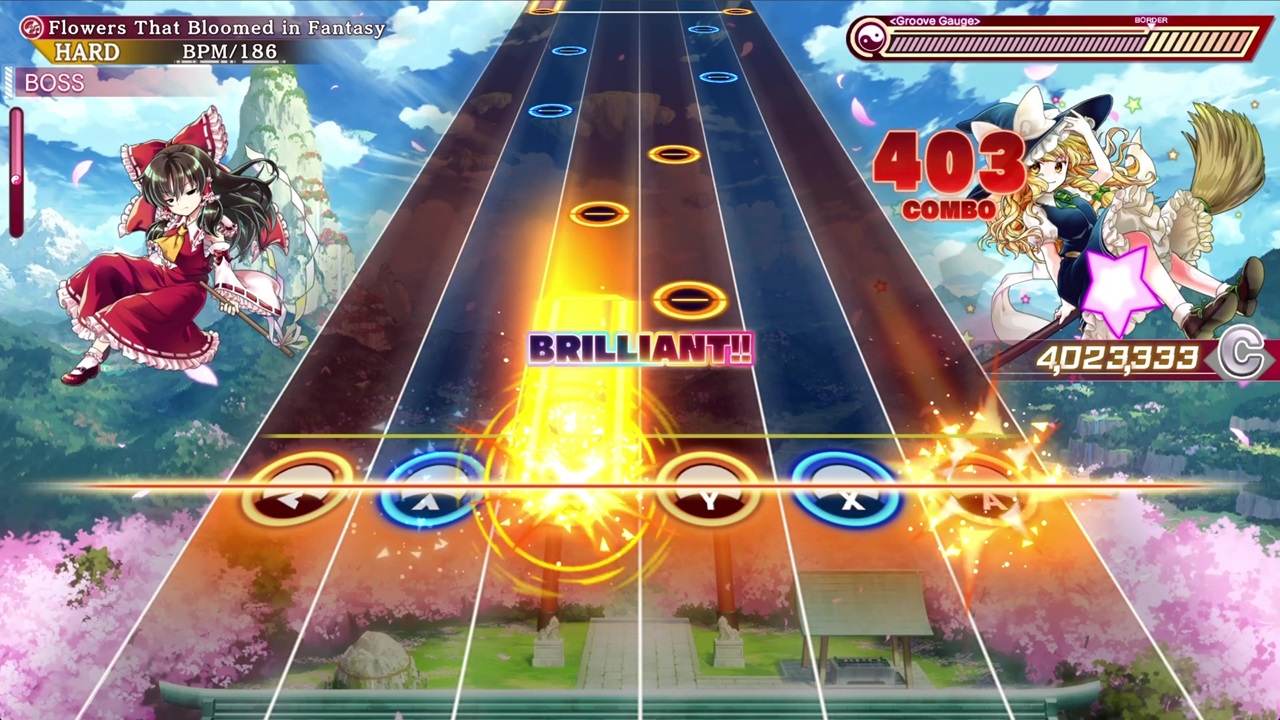 Flowers That Bloomed in Fantasy
HARD BPM/186
BOSS
<Groove Gauge>
BORDER
403
COMBO
BRILLIANT!!
4,023,333 C
Y X A